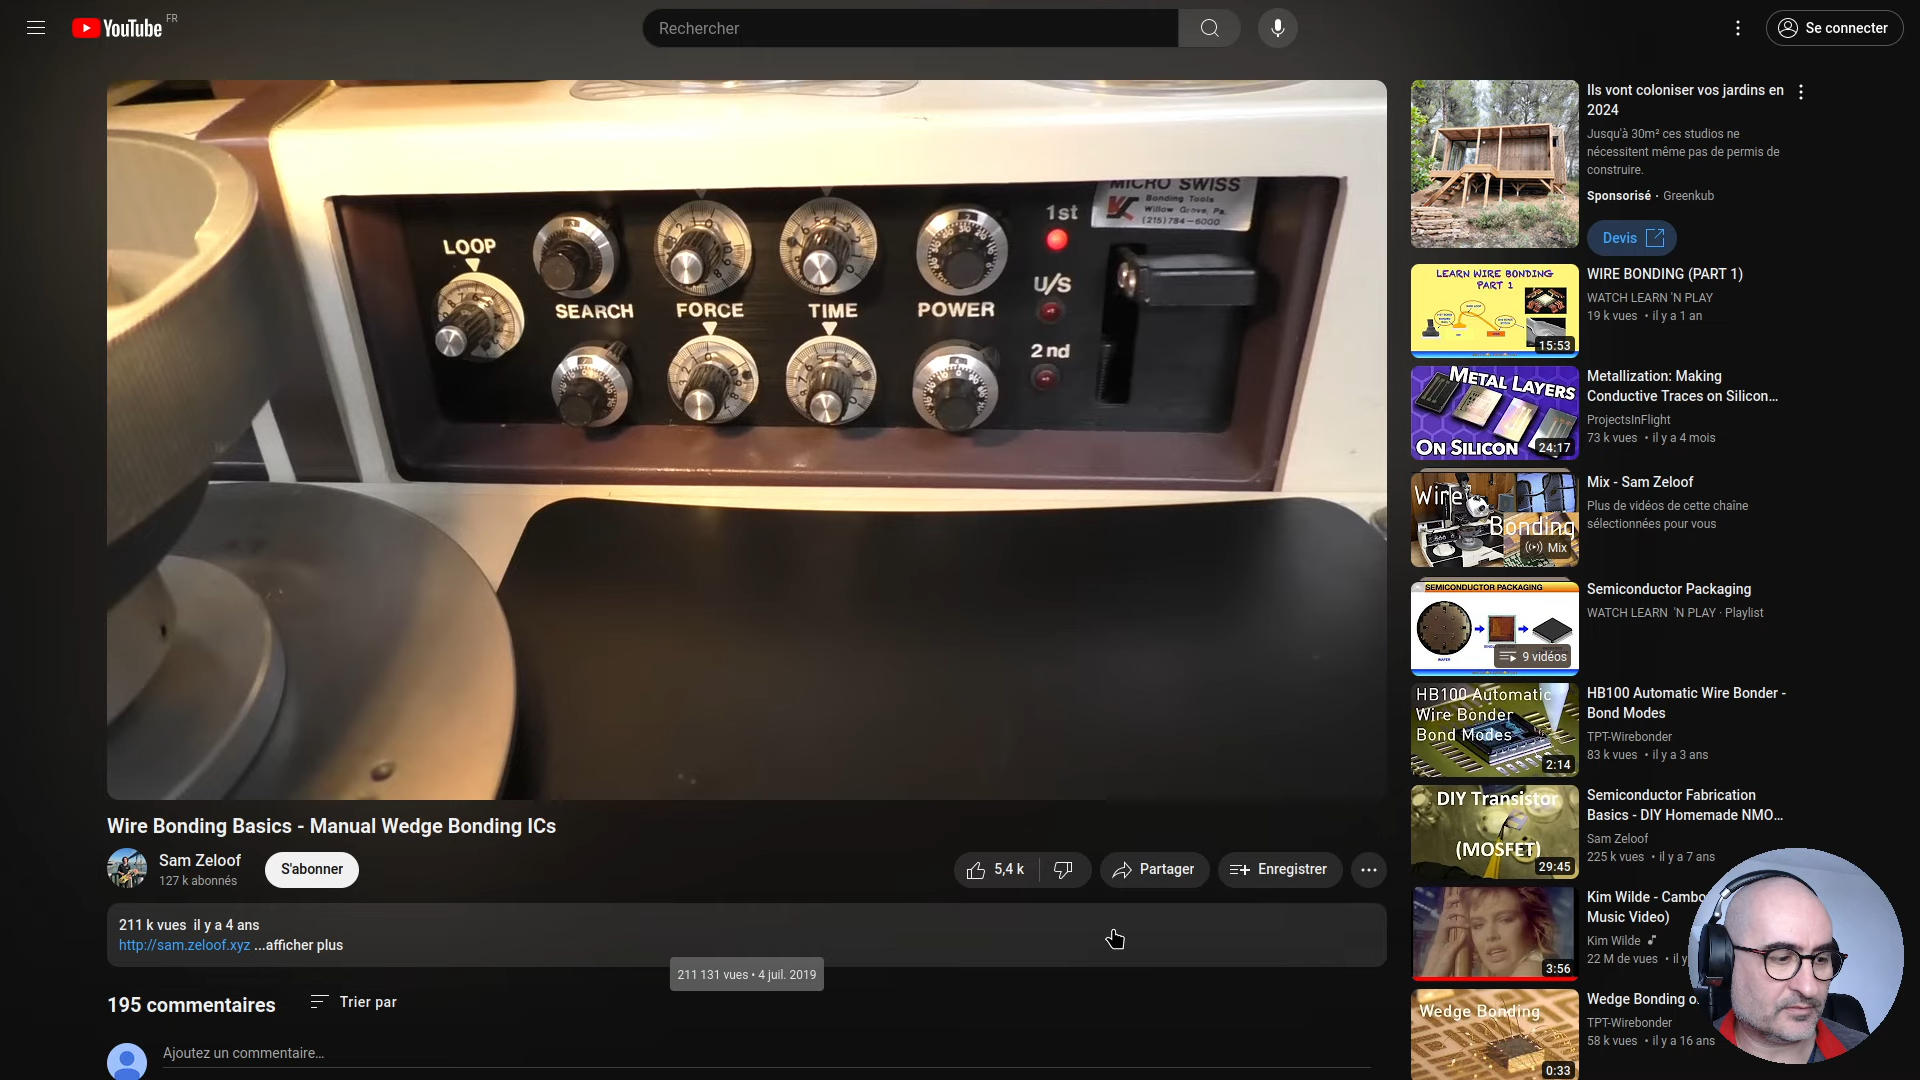 YouTube FR
Rechercher
Se connecter
MICRO SWISS
Bonding Tools
Willow Grove, Pa.
(215)784-6000
1st
LOOP
U/S
SEARCH
FORCE
TIME
POWER
2nd
Wire Bonding Basics - Manual Wedge Bonding ICs
Sam Zeloof
127 k abonnés
S'abonner
5,4 k
Partager
Enregistrer
211 k vues il y a 4 ans
http://sam.zeloof.xyz ...afficher plus
211 131 vues • 4 juil. 2019
195 commentaires
Trier par
Ajoutez un commentaire...
Ils vont coloniser vos jardins en
2024
Jusqu'à 30m² ces studios ne
nécessitent même pas de permis de
construire.
Sponsorisé · Greenkub
Devis
LEARN WIRE BONDING
PART 1
15:53
WIRE BONDING (PART 1)
WATCH LEARN 'N PLAY
19 k vues • il y a 1 an
METAL LAYERS
ON SILICON
24:17
Metallization: Making
Conductive Traces on Silicon...
ProjectsInFlight
73 k vues • il y a 4 mois
Wire
Bonding
Mix
Mix - Sam Zeloof
Plus de vidéos de cette chaîne
sélectionnées pour vous
SEMICONDUCTOR PACKAGING
WAFER
9 vidéos
Semiconductor Packaging
WATCH LEARN 'N PLAY · Playlist
HB100 Automatic
Wire Bonder
Bond Modes
2:14
HB100 Automatic Wire Bonder -
Bond Modes
TPT-Wirebonder
83 k vues • il y a 3 ans
DIY Transistor
(MOSFET)
29:45
Semiconductor Fabrication
Basics - DIY Homemade NMO...
Sam Zeloof
225 k vues • il y a 7 ans
3:56
Kim Wilde - Cambo
Music Video)
Kim Wilde
22 M de vues • il y
Wedge Bonding
0:33
Wedge Bonding o
TPT-Wirebonder
58 k vues • il y a 16 ans